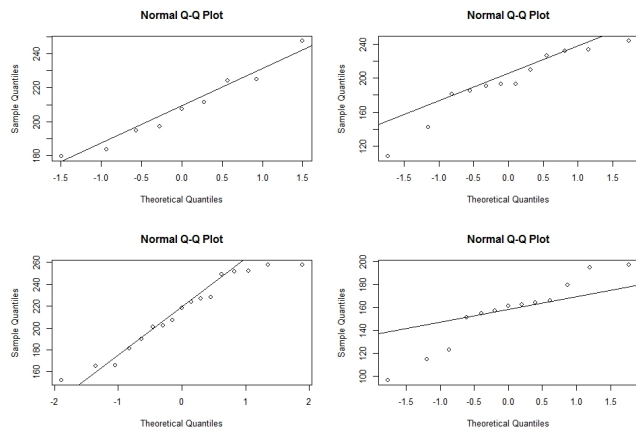 Normal Q-Q Plot
Sample Quantiles
180 200 220 240
-1.5 -1.0 -0.5 0.0 0.5 1.0 1.5
Theoretical Quantiles
Normal Q-Q Plot
Sample Quantiles
120 160 200 240
-1.5 -1.0 -0.5 0.0 0.5 1.0 1.5
Theoretical Quantiles
Normal Q-Q Plot
Sample Quantiles
160 180 200 220 240 260
-2 -1 0 1 2
Theoretical Quantiles
Normal Q-Q Plot
Sample Quantiles
100 120 140 160 180 200
-1.5 -1.0 -0.5 0.0 0.5 1.0 1.5
Theoretical Quantiles